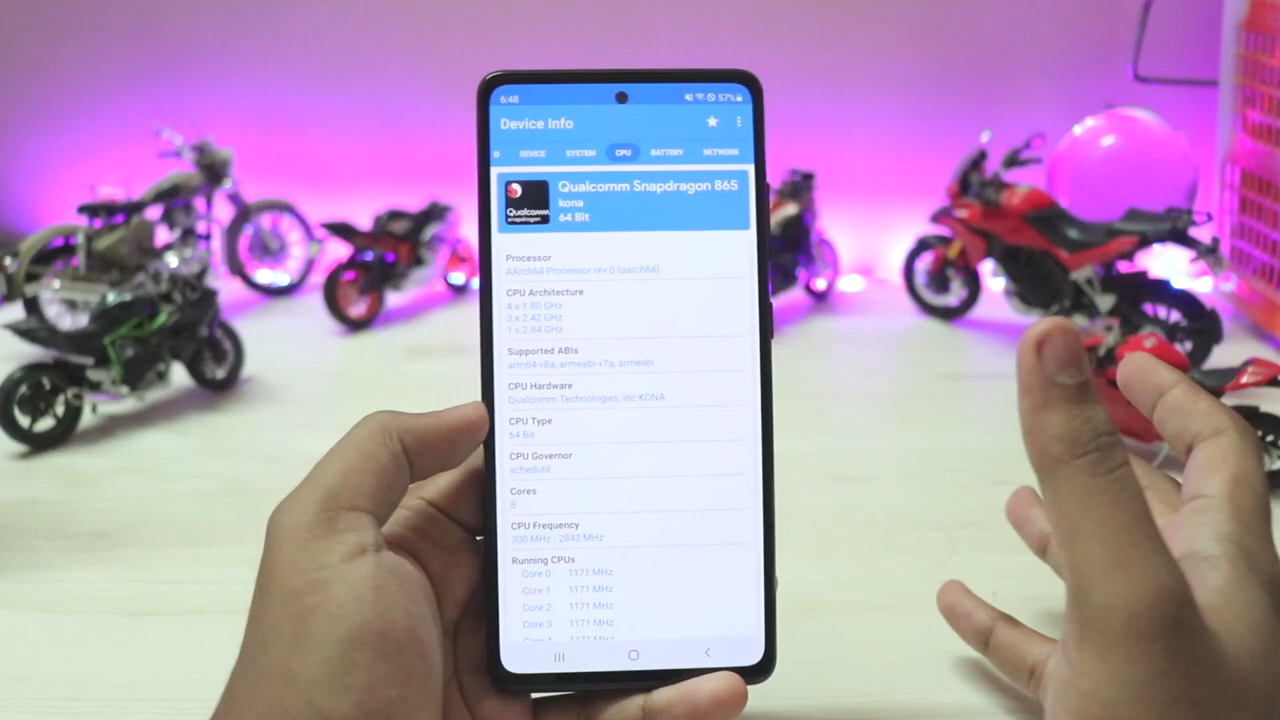 6:48 57%
Device Info
D DEVICE SYSTEM CPU BATTERY NETWORK
Qualcomm Snapdragon 865
kona
64 Bit
Qualcomm
snapdragon
Processor
AArch64 Processor rev 0 (aarch64)
CPU Architecture
4 x 1.80 GHz
3 x 2.42 GHz
1 x 2.84 GHz
Supported ABIs
arm64-v8a, armeabi-v7a, armeabi
CPU Hardware
Qualcomm Technologies, Inc KONA
CPU Type
64 Bit
CPU Governor
schedutil
Cores
8
CPU Frequency
300 MHz - 2842 MHz
Running CPUs
Core 0 1171 MHz
Core 1 1171 MHz
Core 2 1171 MHz
Core 3 1171 MHz
Core 4 1171 MHz